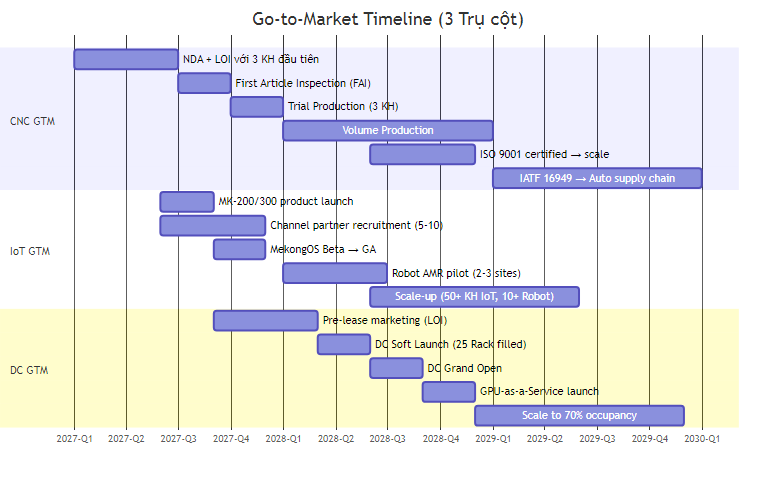 Go-to-Market Timeline (3 Trụ cột)
NDA + LOI với 3 KH đầu tiên
First Article Inspection (FAI)
Trial Production (3 KH)
CNC GTM
Volume Production
ISO 9001 certified → scale
IATF 16949 → Auto supply chain
MK-200/300 product launch
Channel partner recruitment (5-10)
IoT GTM
MekongOS Beta → GA
Robot AMR pilot (2-3 sites)
Scale-up (50+ KH IoT, 10+ Robot)
Pre-lease marketing (LOI)
DC Soft Launch (25 Rack filled)
DC GTM
DC Grand Open
GPU-as-a-Service launch
Scale to 70% occupancy
2027-Q1 2027-Q2 2027-Q3 2027-Q4 2028-Q1 2028-Q2 2028-Q3 2028-Q4 2029-Q1 2029-Q2 2029-Q3 2029-Q4 2030-Q1